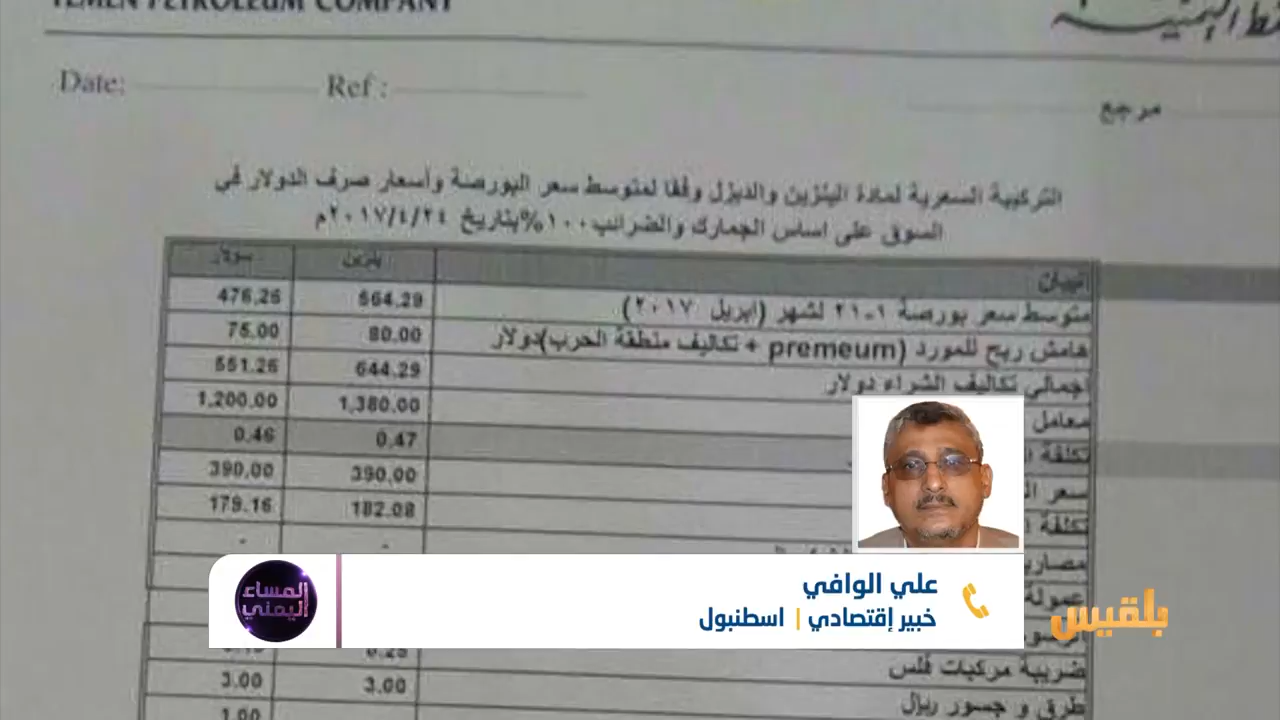 YEMEN PETROLEUM COMPANY
Date:
Ref :
مرجع
التركيبة السعرية لمادة البنزين والديزل وفقا لمتوسط سعر البورصة وأسعار صرف الدولار في
السوق على اساس الجمارك والضرائب ١٠٠% بتاريخ ٢٠١٧/٤/٢٤م
البيان بنزين سولار
متوسط سعر بورصة ١-٢١ لشهر (ابريل ٢٠١٧) 564.29 476.26
هامش ربح للمورد (premeum + تكاليف منطقة الحرب)دولار 80.00 75.00
اجمالي تكاليف الشراء دولار 644.29 551.26
معامل 1,380.00 1,200.00
تكلفة 0.47 0.46
سعر 390.00 390.00
تكلفة 182.08 179.16
- -
علي الوافي
خبير إقتصادي | اسطنبول
المساء اليمني
بلقيس
ضريبة مركبات فلس
طرق و جسور ريال 3.00 3.00
1.00